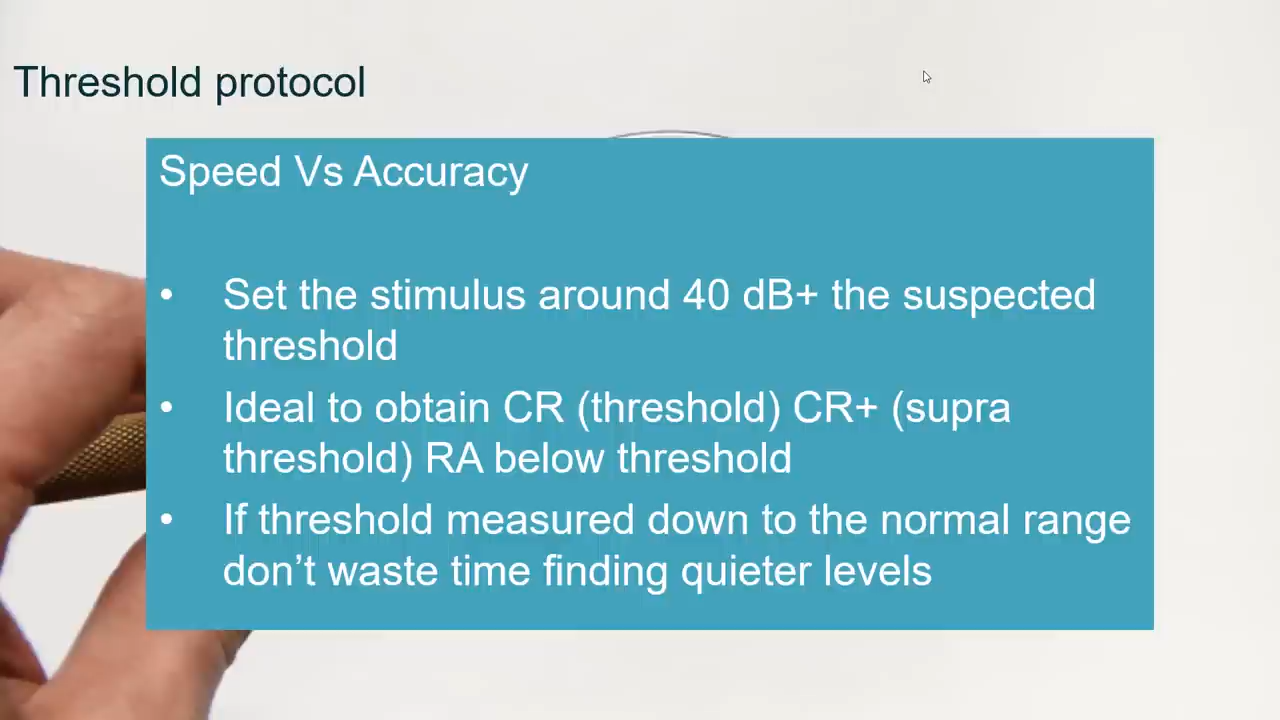 Threshold protocol
Speed Vs Accuracy
• Set the stimulus around 40 dB+ the suspected
threshold
• Ideal to obtain CR (threshold) CR+ (supra
threshold) RA below threshold
• If threshold measured down to the normal range
don’t waste time finding quieter levels